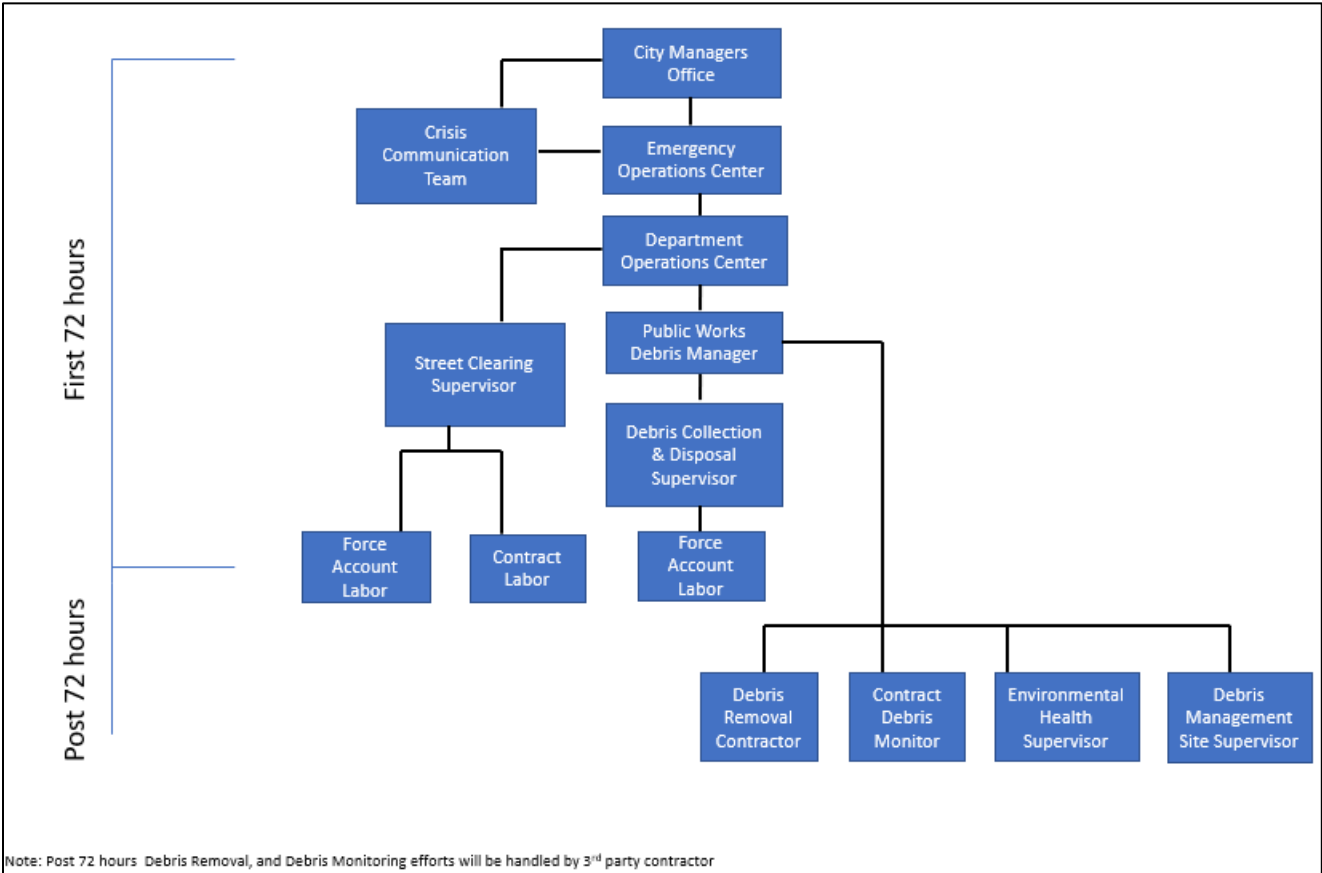 City Managers
Office
Crisis
Communication
Team
Emergency
Operations Center
Department
Operations Center
First 72 hours
Public Works
Debris Manager
Street Clearing
Supervisor
Debris Collection
& Disposal
Supervisor
Force
Account
Labor
Contract
Labor
Force
Account
Labor
Post 72 hours
Debris
Removal
Contractor
Contract
Debris
Monitor
Environmental
Health
Supervisor
Debris
Management
Site Supervisor
Note: Post 72 hours  Debris Removal, and Debris Monitoring efforts will be handled by 3rd party contractor